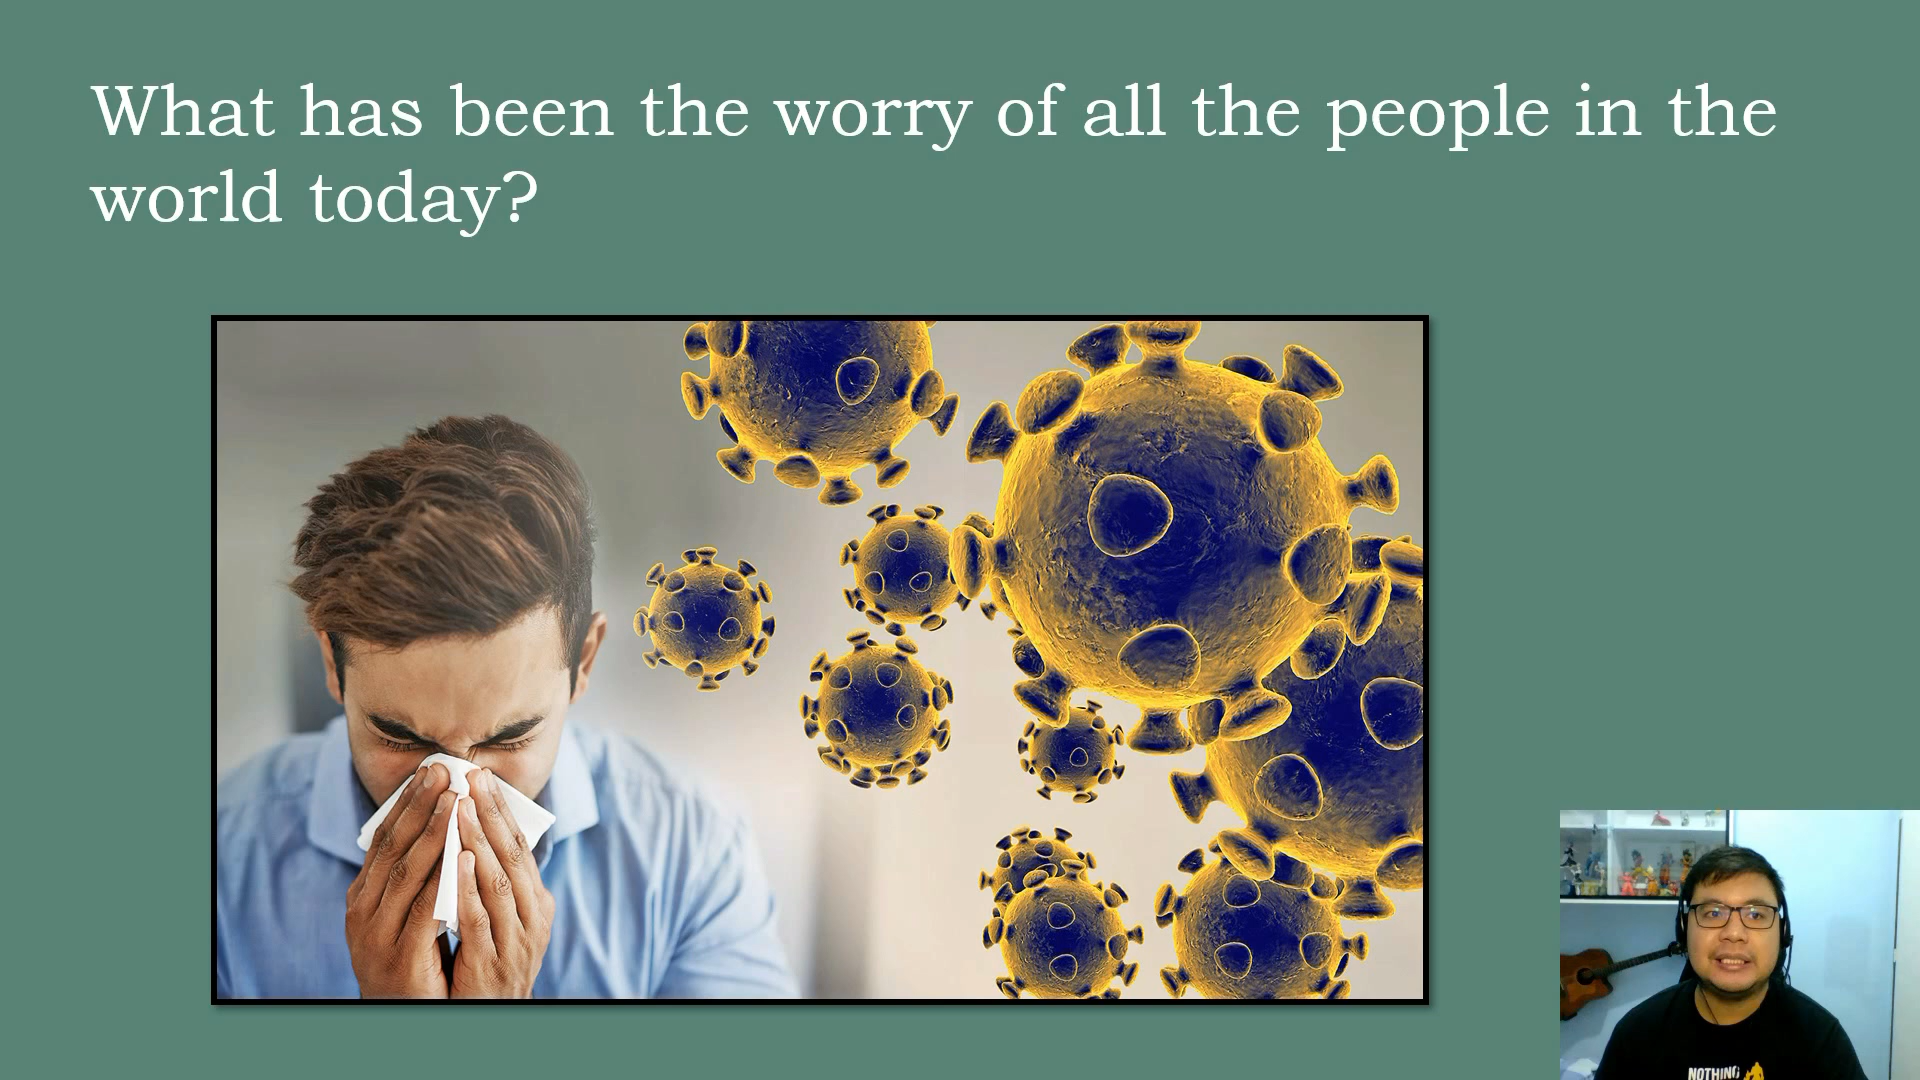 What has been the worry of all the people in the
world today?
NOTHING